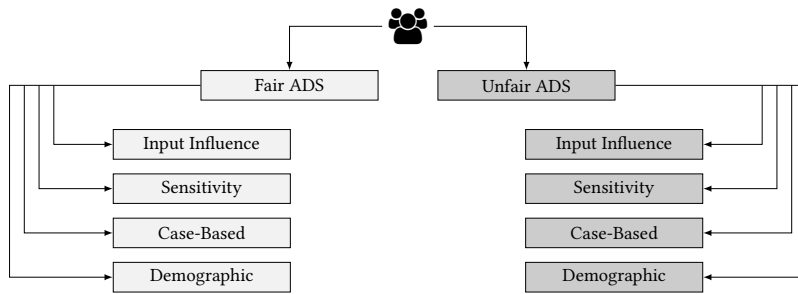 Fair ADS
Unfair ADS
Input Influence
Input Influence
Sensitivity
Sensitivity
Case-Based
Case-Based
Demographic
Demographic